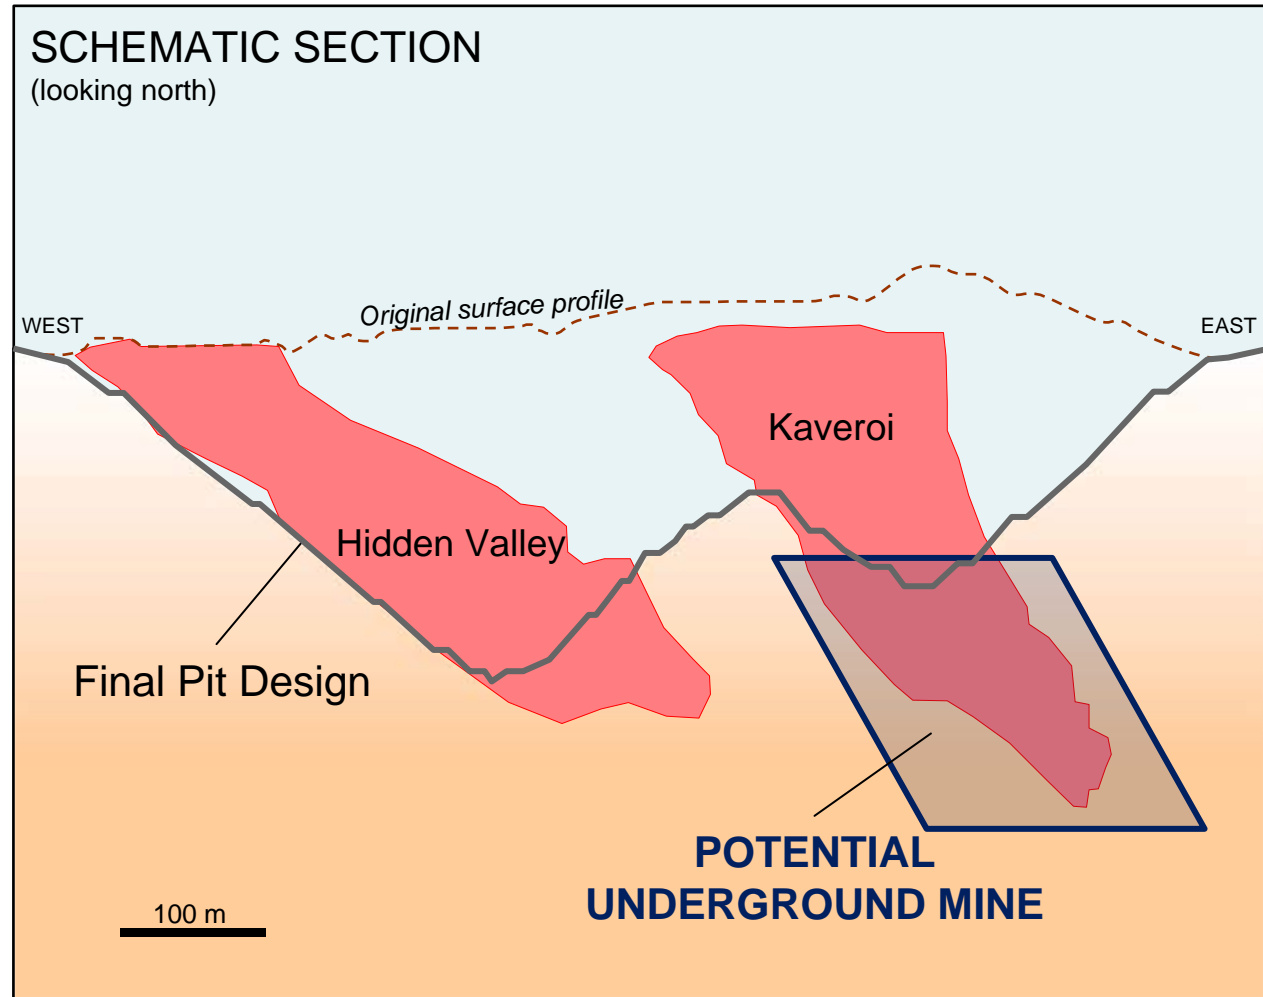 SCHEMATIC SECTION
(looking north)
Original surface profile
WEST
EAST
Kaveroi
Hidden Valley
Final Pit Design
POTENTIAL
UNDERGROUND MINE
100 m